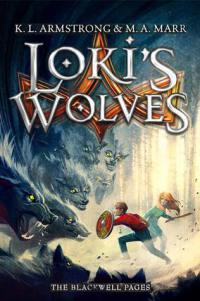 K. L. ARMSTRONG & M. A. MARR
LOKI'S
WOLVES
THE BLACKWELL PAGES